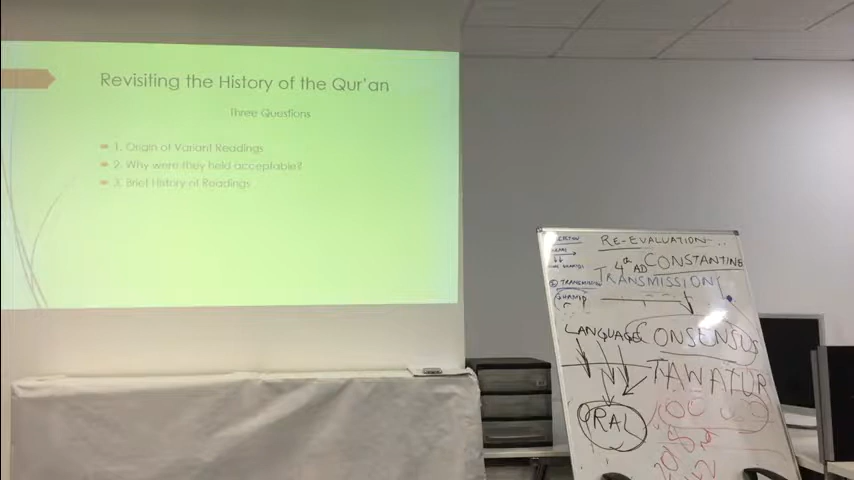 Revisiting the History of the Qur'an
Three Questions
1. Origin of Variant Readings
2. Why were they held acceptable?
3. Brief History of Readings
RE-EVALUATION
4th AD CONSTANTINE
TRANSMISSION
LANGUAGE CONSENSUS
TAWATUR
ORAL